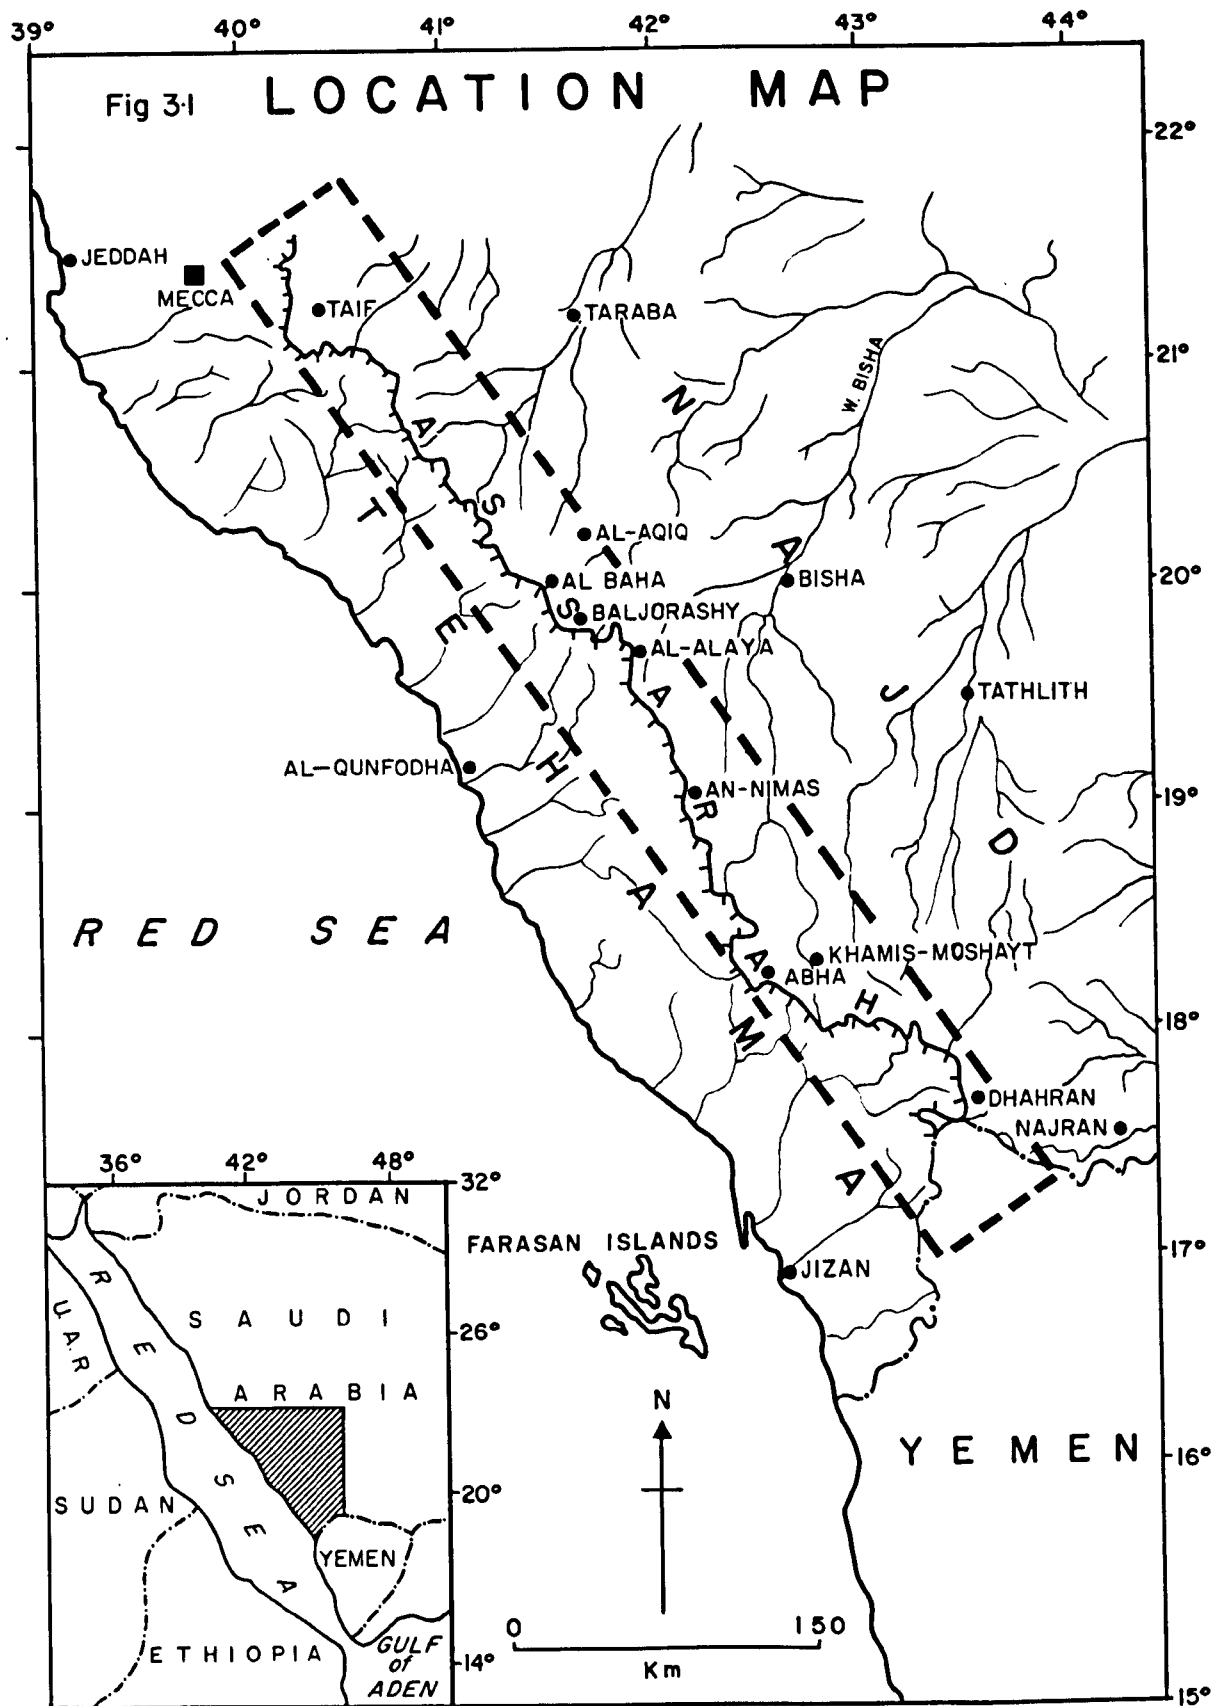 39° 40° 41° 42° 43° 44°
Fig 3·1 LOCATION MAP
22°
JEDDAH
MECCA
TAIF
TARABA
21°
W. BISHA
NAJD
ASSARAH
TEHAMA
AL-AQIQ
20°
AL BAHA
BISHA
BALJORASHY
AL-ALAYA
TATHLITH
AL-QUNFODHA
AN-NIMAS
19°
RED SEA
KHAMIS-MOSHAYT
ABHA
18°
DHAHRAN
NAJRAN
17°
FARASAN ISLANDS
JIZAN
N
YEMEN
16°
0 150
Km
15°
36° 42° 48°
32°
JORDAN
RED SEA
U.A.R
SAUDI
26°
ARABIA
SUDAN
20°
YEMEN
ETHIOPIA
GULF
of
ADEN
14°